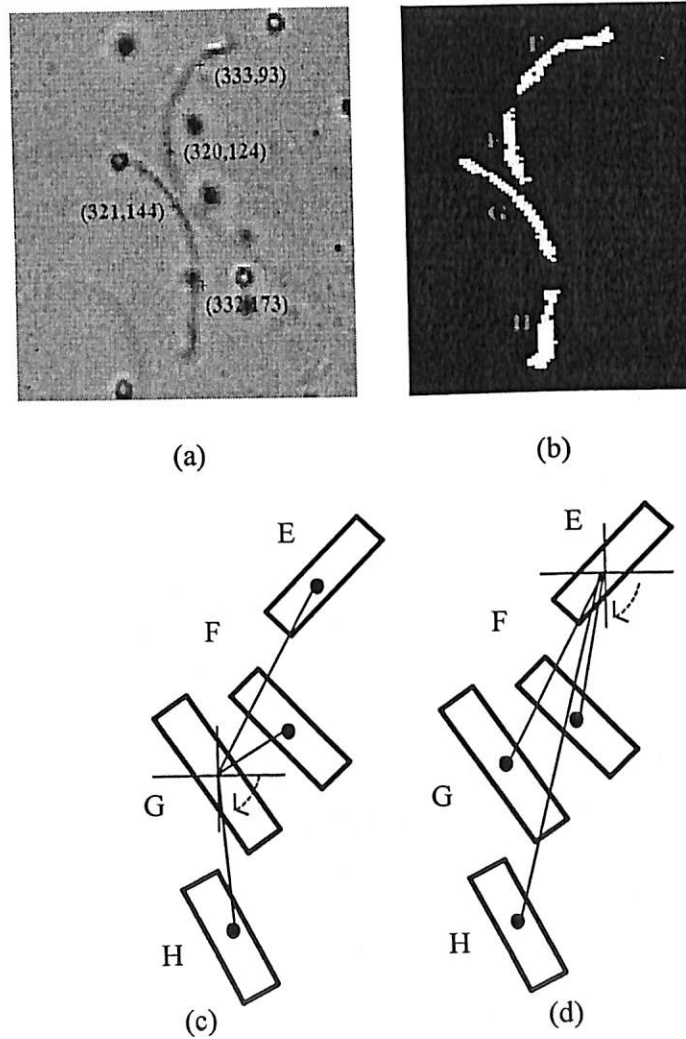 (333,93)
(320,124)
(321,144)
(332,173)
(a)
(b)
E
F
G
H
(c)
E
F
G
H
(d)